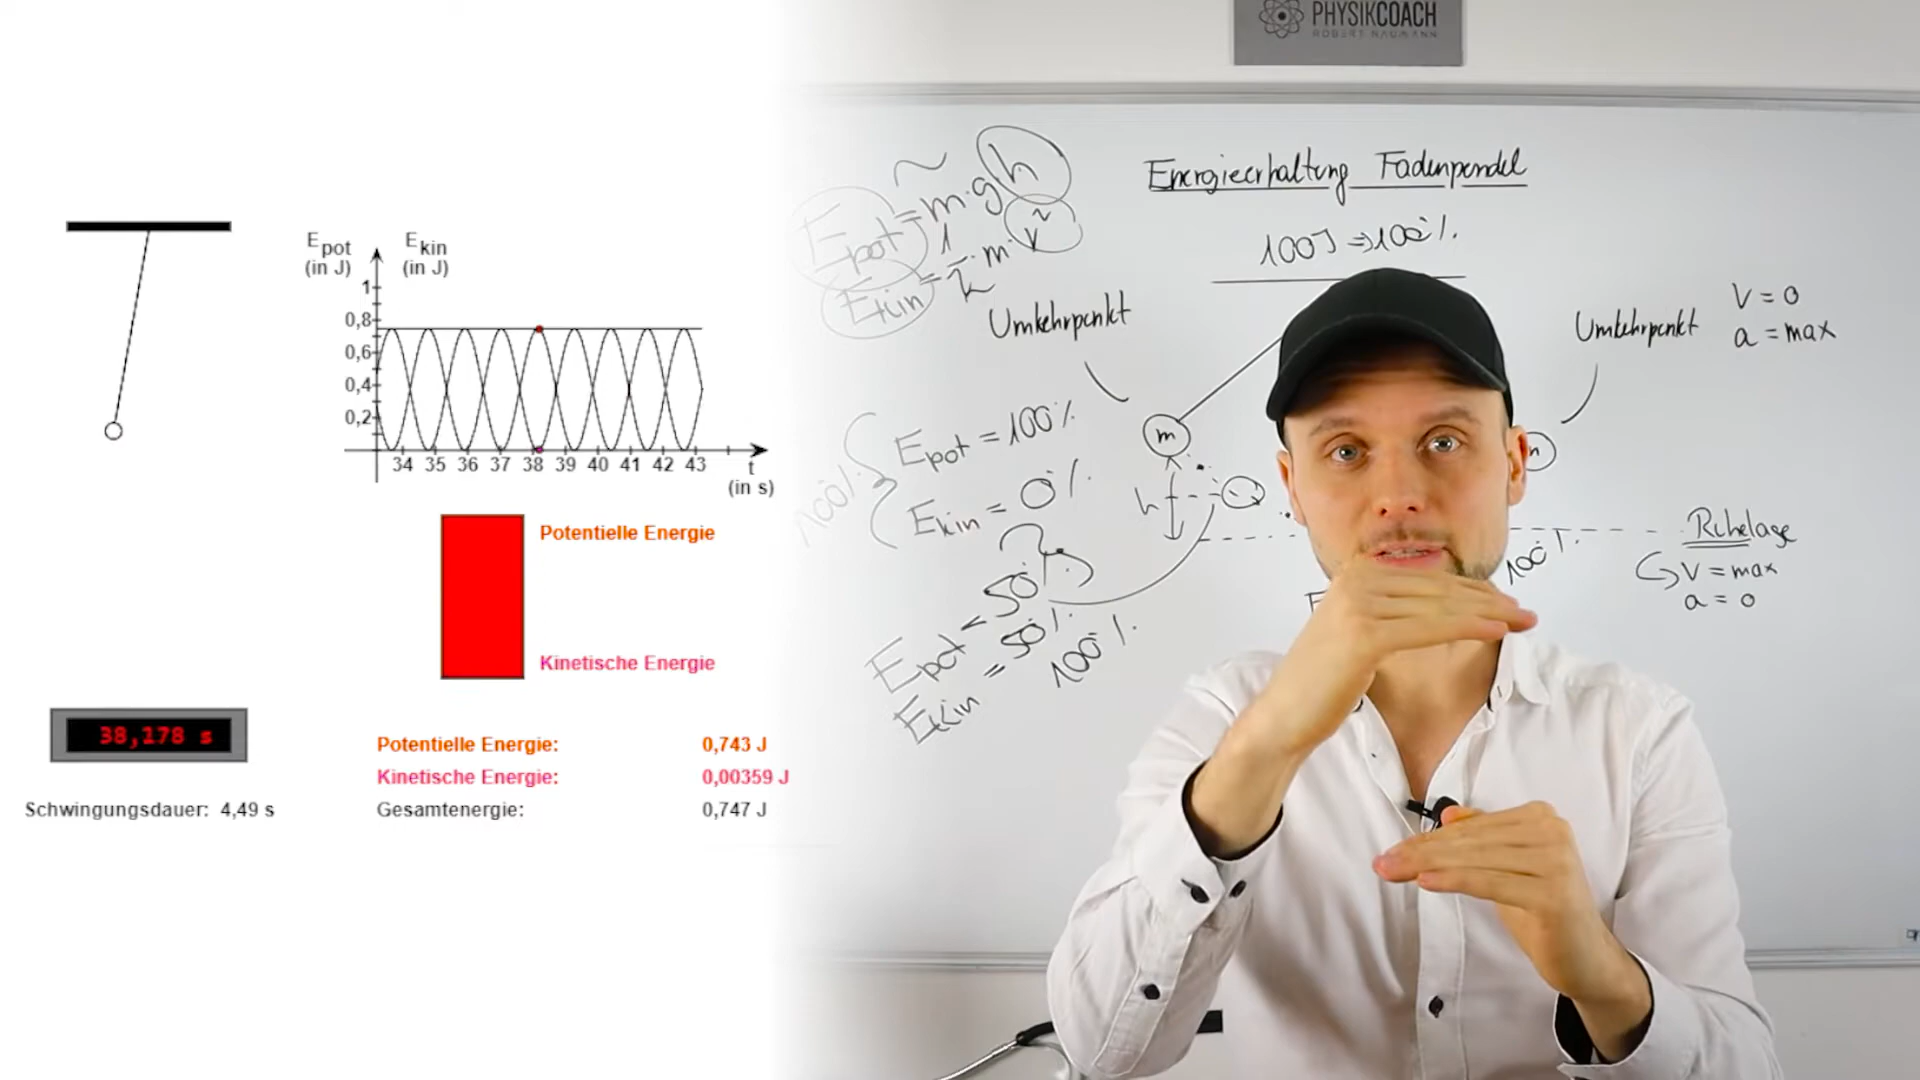 PHYSIKCOACH
ROBERT NAUMANN
Energieerhaltung Fadenpendel
100J => 100%
Epot = m·g·h
Ekin = 1/2·m·v²
Umkehrpunkt
Umkehrpunkt
v = 0
a = max
Epot = 100%
Ekin = 0%
100%
m
h
Epot = 50%
Ekin = 50%
100%
100%
Ruhelage
v = max
a = 0
E pot
(in J)
E kin
(in J)
1
0,8
0,6
0,4
0,2
34 35 36 37 38 39 40 41 42 43
t
(in s)
Potentielle Energie
Kinetische Energie
38,178 s
Schwingungsdauer: 4,49 s
Potentielle Energie: 0,743 J
Kinetische Energie: 0,00359 J
Gesamtenergie: 0,747 J